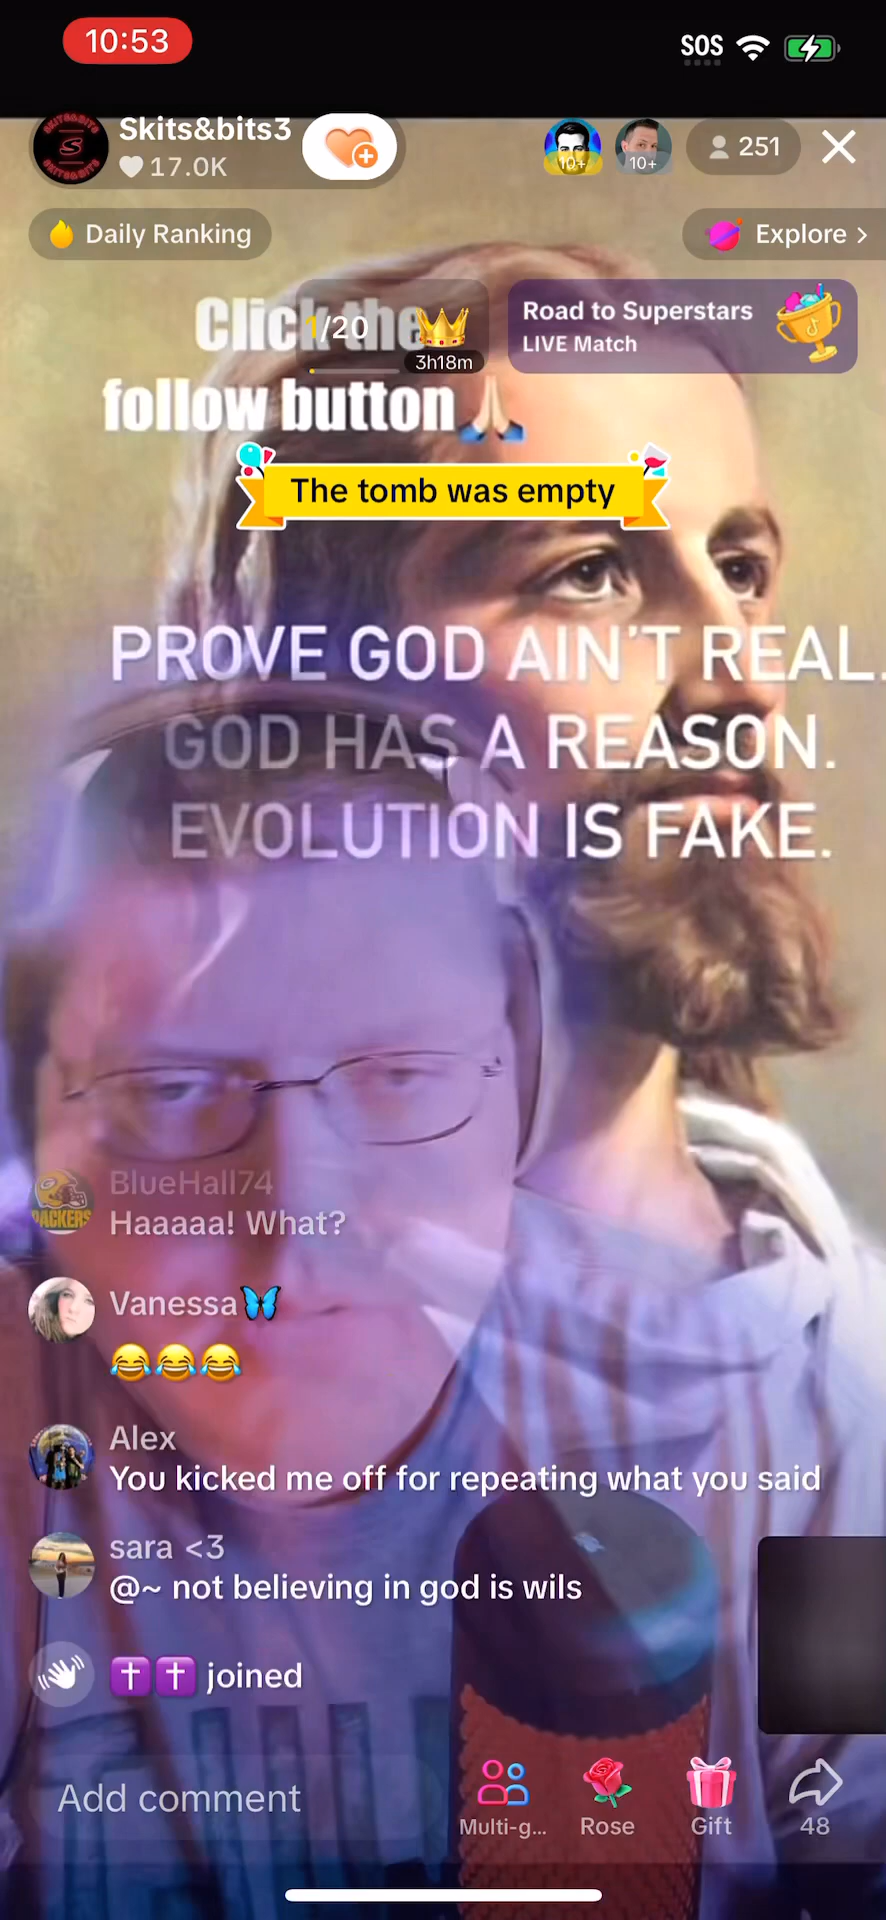 10:53
SOS
Skits&bits3
17.0K
10+
10+
251
Daily Ranking
Explore >
Click the
1/20
3h18m
Road to Superstars
LIVE Match
follow button🙏🏻
The tomb was empty
PROVE GOD AIN'T REAL.
GOD HAS A REASON.
EVOLUTION IS FAKE.
BlueHall74
Haaaaa! What?
PACKERS
Vanessa🦋
😂😂😂
Alex
You kicked me off for repeating what you said
sara <3
@~ not believing in god is wils
✝️✝️ joined
Add comment
Multi-g...
Rose
Gift
48